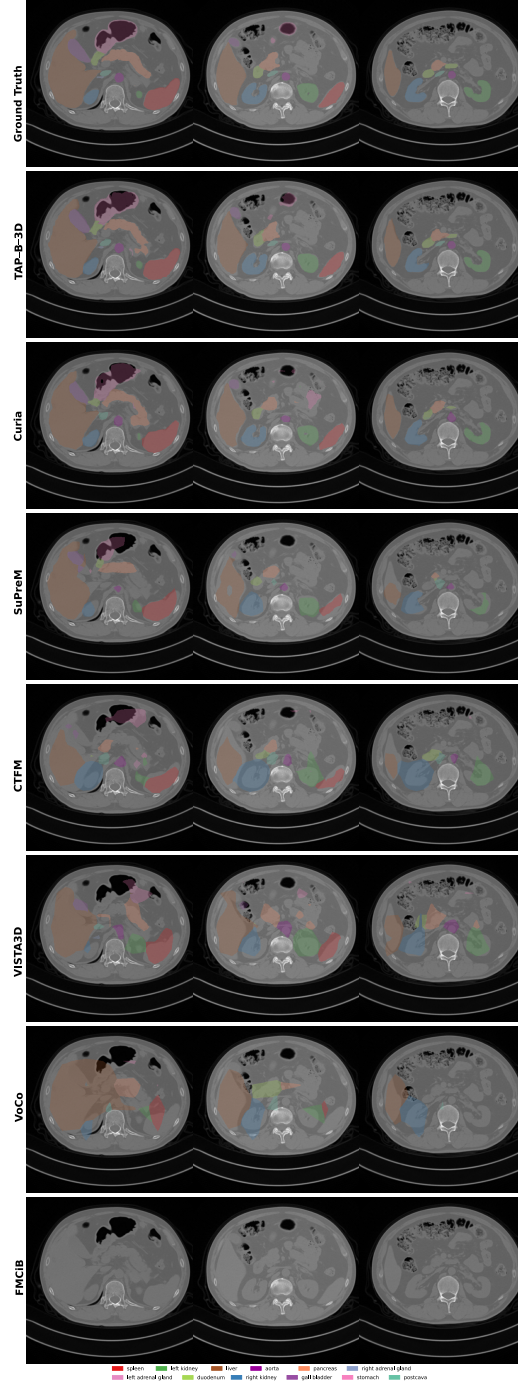 Ground Truth
TAP-B-3D
Curia
SuPreM
CTFM
VISTA3D
VoCo
FMCiB
spleen left kidney liver aorta pancreas right adrenal gland
left adrenal gland duodenum right kidney gall bladder stomach postcava